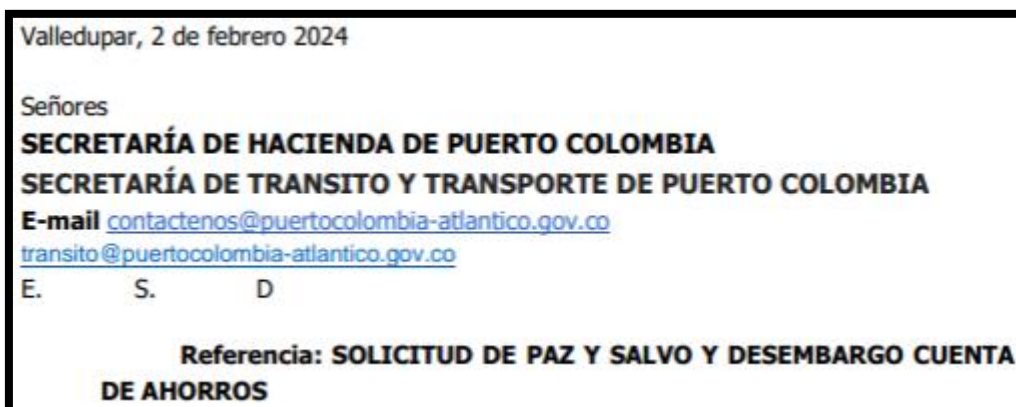 Valledupar, 2 de febrero 2024
Señores
SECRETARÍA DE HACIENDA DE PUERTO COLOMBIA
SECRETARÍA DE TRANSITO Y TRANSPORTE DE PUERTO COLOMBIA
E-mail contactenos@puertocolombia-atlantico.gov.co
transito@puertocolombia-atlantico.gov.co
E. S. D
Referencia: SOLICITUD DE PAZ Y SALVO Y DESEMBARGO CUENTA
DE AHORROS